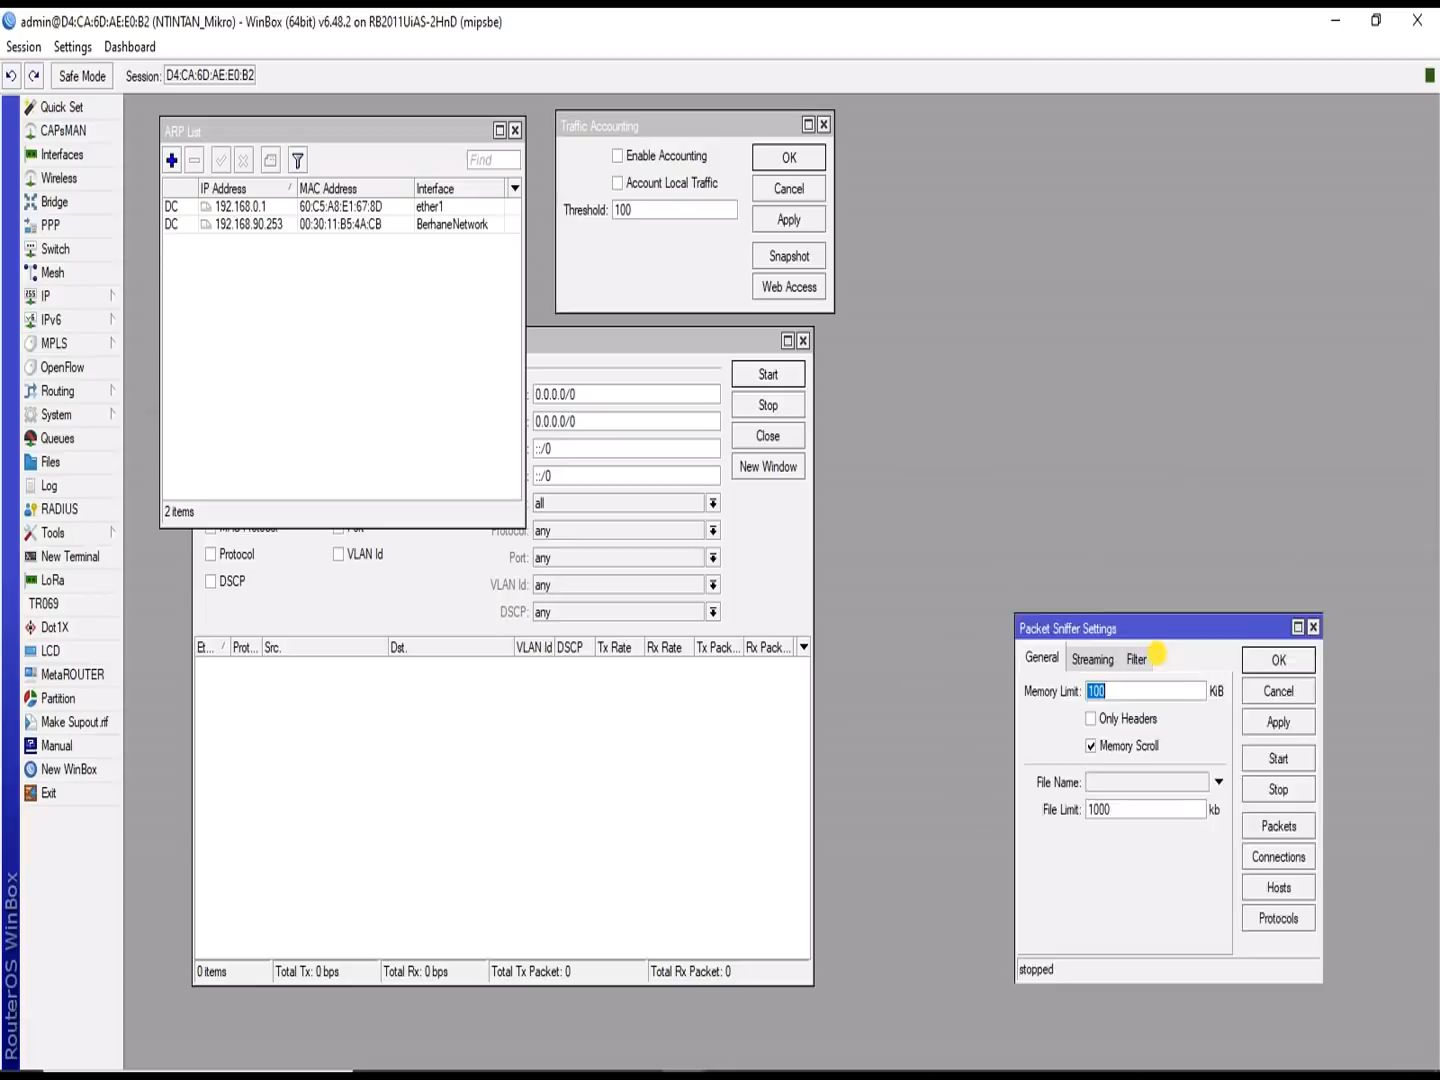 admin@D4:CA:6D:AE:E0:B2 (NTINTAN_Mikro) - WinBox (64bit) v6.48.2 on RB2011UiAS-2HnD (mipsbe)
Session Settings Dashboard
Safe Mode Session: D4:CA:6D:AE:E0:B2
Quick Set
CAPsMAN
Interfaces
Wireless
Bridge
PPP
Switch
Mesh
IP
IPv6
MPLS
OpenFlow
Routing
System
Queues
Files
Log
RADIUS
Tools
New Terminal
LoRa
TR069
Dot1X
LCD
MetaROUTER
Partition
Make Supout.rif
Manual
New WinBox
Exit
RouterOS WinBox
ARP List
Find
IP Address MAC Address Interface
DC 192.168.0.1 60:C5:A8:E1:67:8D ether1
DC 192.168.90.253 00:30:11:B5:4A:CB BerhaneNetwork
2 items
Traffic Accounting
Enable Accounting
Account Local Traffic
Threshold: 100
OK
Cancel
Apply
Snapshot
Web Access
0.0.0.0/0
0.0.0.0/0
::/0
::/0
all
Protocol: any
Protocol VLAN Id Port: any
DSCP VLAN Id: any
DSCP: any
Start
Stop
Close
New Window
Et... Prot... Src. Dst. VLAN Id DSCP Tx Rate Rx Rate Tx Pack... Rx Pack...
0 items Total Tx: 0 bps Total Rx: 0 bps Total Tx Packet: 0 Total Rx Packet: 0
Packet Sniffer Settings
General Streaming Filter
Memory Limit: 100 KiB
Only Headers
Memory Scroll
File Name:
File Limit: 1000 kb
OK
Cancel
Apply
Start
Stop
Packets
Connections
Hosts
Protocols
stopped